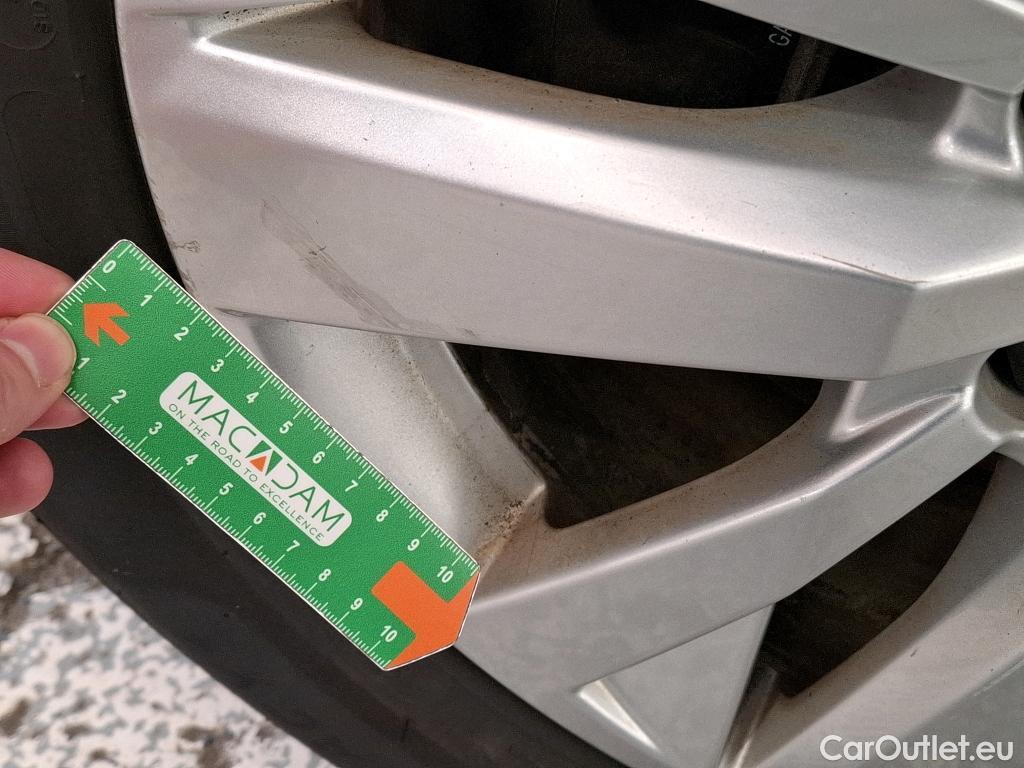 0 1 2 3 4 5 6 7 8 9 10
MACADAM
ON THE ROAD TO EXCELLENCE
1 2 3 4 5 6 7 8 9 10
CarOutlet.eu